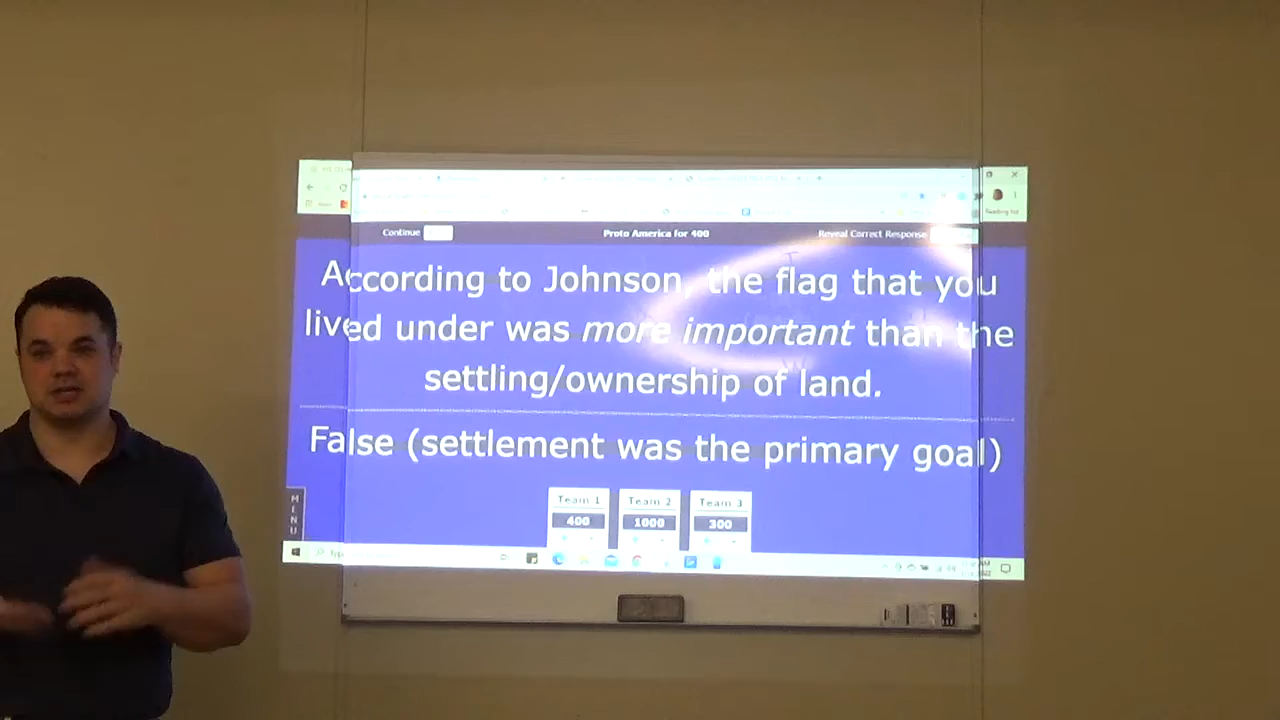 Reading list
Continue
Proto America for 400
Reveal Correct Response
According to Johnson, the flag that you
lived under was more important than the
settling/ownership of land.
False (settlement was the primary goal)
MENU
Team 1 Team 2 Team 3
400 1000 300